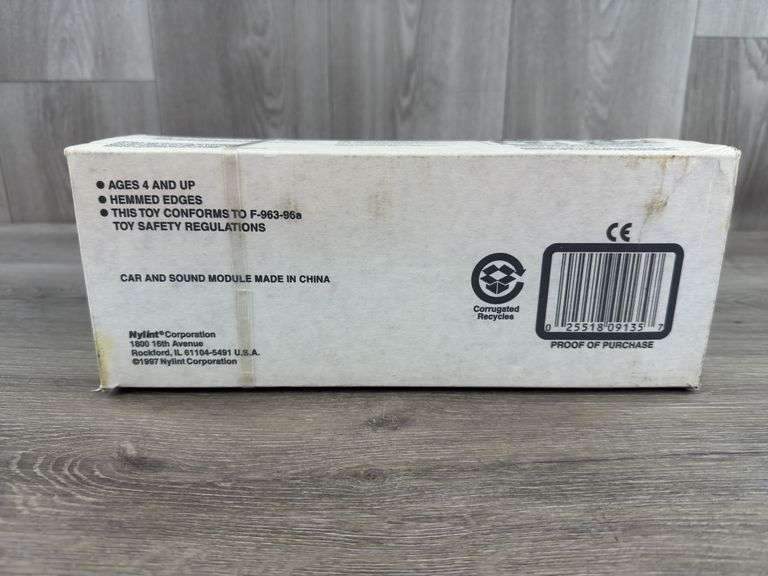 ● AGES 4 AND UP
● HEMMED EDGES
● THIS TOY CONFORMS TO F-963-96a
TOY SAFETY REGULATIONS
CAR AND SOUND MODULE MADE IN CHINA
Nylint® Corporation
1800 16th Avenue
Rockford, IL 61104-5491 U.S.A.
©1997 Nylint Corporation
Corrugated
Recycles
CE
0 25518 09135 7
PROOF OF PURCHASE